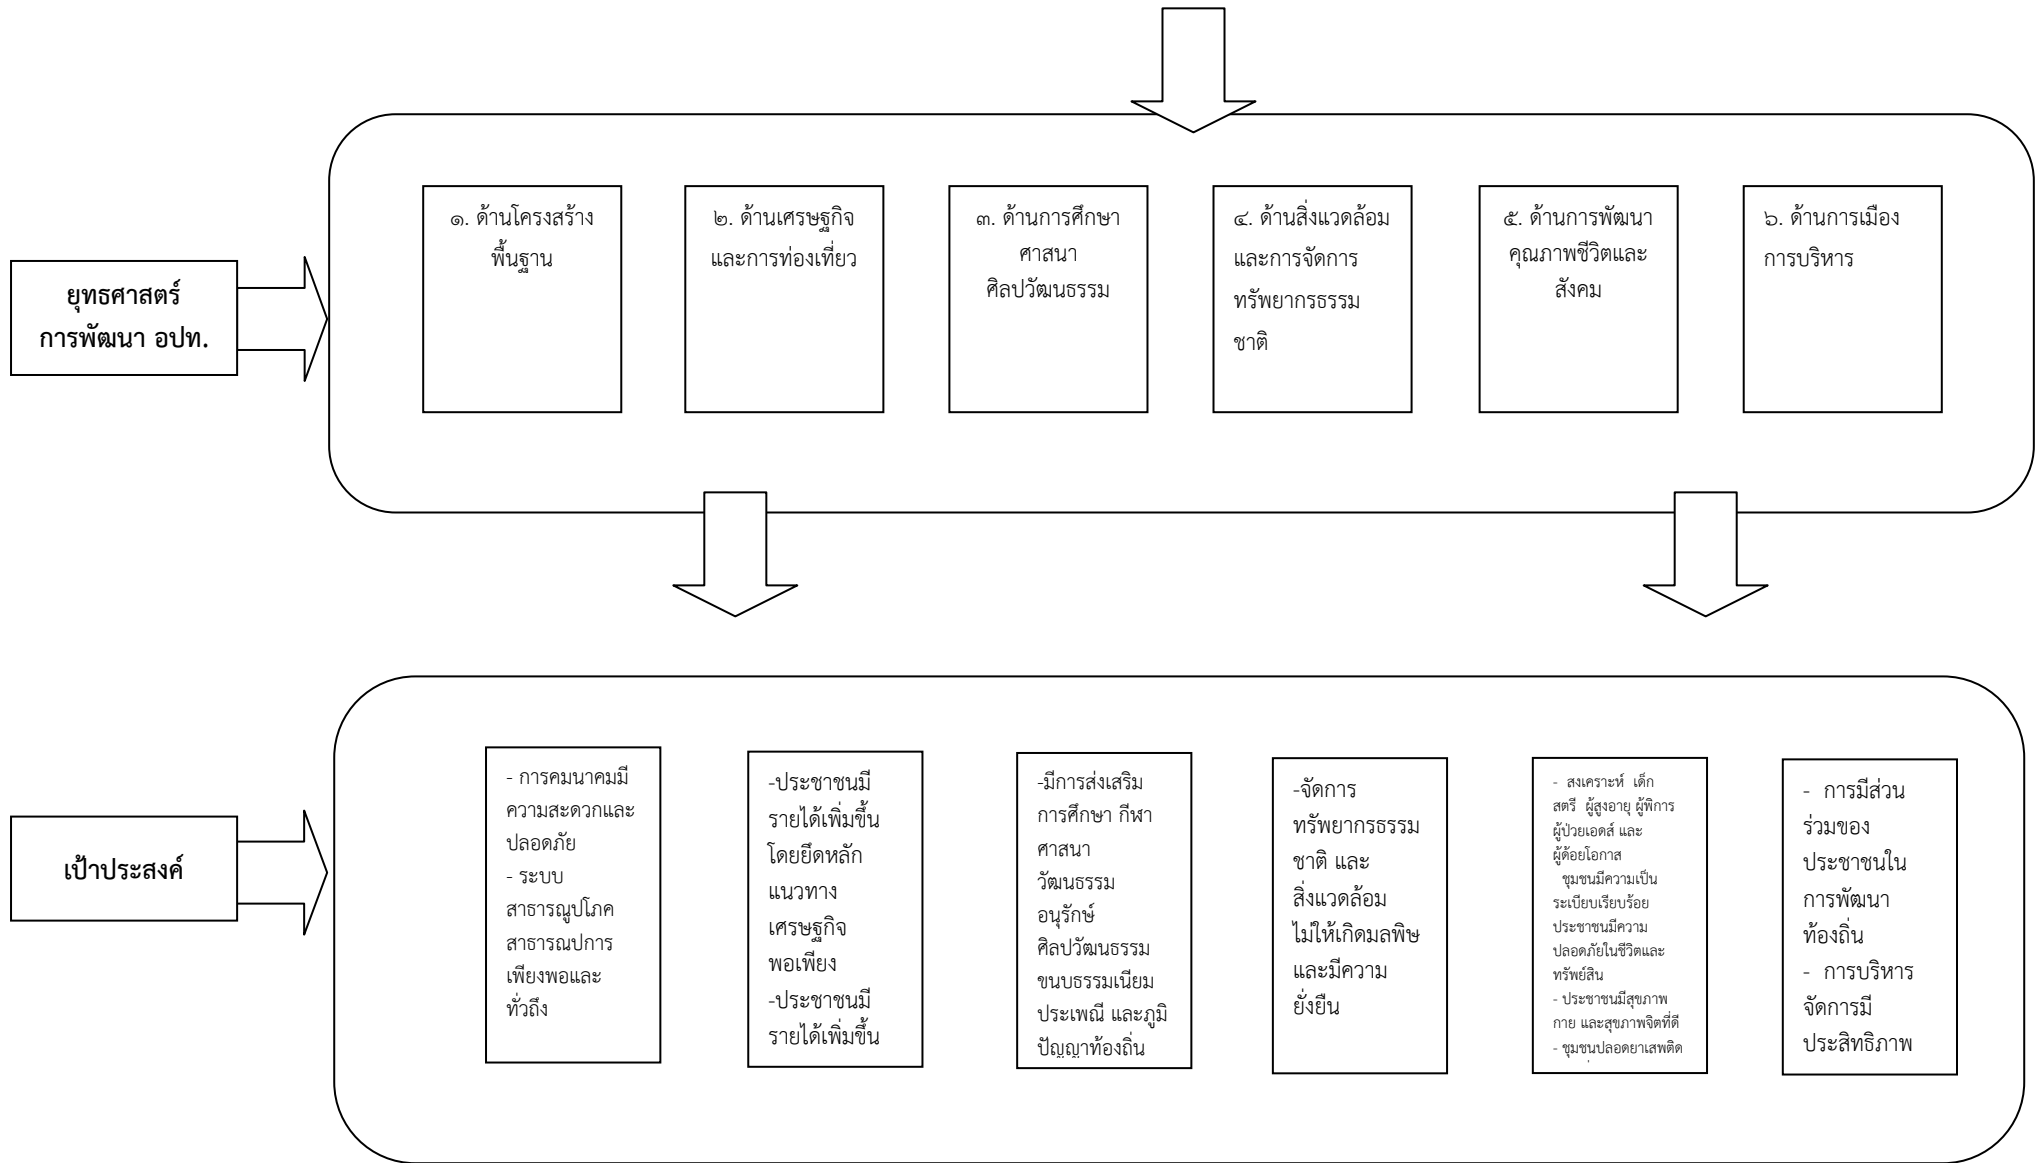 ยุทธศาสตร์
การพัฒนา อปท.
๑. ด้านโครงสร้าง
พื้นฐาน
๒. ด้านเศรษฐกิจ
และการท่องเที่ยว
๓. ด้านการศึกษา
ศาสนา
ศิลปวัฒนธรรม
๔. ด้านสิ่งแวดล้อม
และการจัดการ
ทรัพยากรธรรม
ชาติ
๕. ด้านการพัฒนา
คุณภาพชีวิตและ
สังคม
๖. ด้านการเมือง
การบริหาร
เป้าประสงค์
- การคมนาคมมี
ความสะดวกและ
ปลอดภัย
- ระบบ
สาธารณูปโภค
สาธารณปการ
เพียงพอและ
ทั่วถึง
-ประชาชนมี
รายได้เพิ่มขึ้น
โดยยึดหลัก
แนวทาง
เศรษฐกิจ
พอเพียง
-ประชาชนมี
รายได้เพิ่มขึ้น
-มีการส่งเสริม
การศึกษา กีฬา
ศาสนา
วัฒนธรรม
อนุรักษ์
ศิลปวัฒนธรรม
ขนบธรรมเนียม
ประเพณี และภูมิ
ปัญญาท้องถิ่น
-จัดการ
ทรัพยากรธรรม
ชาติ และ
สิ่งแวดล้อม
ไม่ให้เกิดมลพิษ
และมีความ
ยั่งยืน
- สงเคราะห์ เด็ก
สตรี ผู้สูงอายุ ผู้พิการ
ผู้ป่วยเอดส์ และ
ผู้ด้อยโอกาส
ชุมชนมีความเป็น
ระเบียบเรียบร้อย
ประชาชนมีความ
ปลอดภัยในชีวิตและ
ทรัพย์สิน
- ประชาชนมีสุขภาพ
กาย และสุขภาพจิตที่ดี
- ชุมชนปลอดยาเสพติด
- การมีส่วน
ร่วมของ
ประชาชนใน
การพัฒนา
ท้องถิ่น
- การบริหาร
จัดการมี
ประสิทธิภาพ